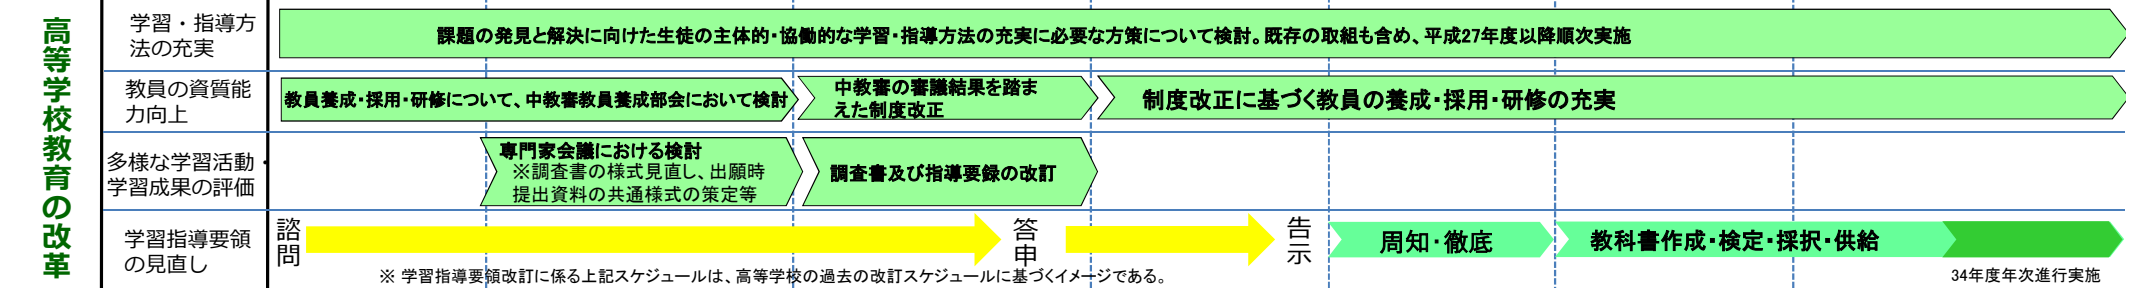 高等学校教育の改革
学習・指導方
法の充実
課題の発見と解決に向けた生徒の主体的・協働的な学習・指導方法の充実に必要な方策について検討。既存の取組も含め、平成27年度以降順次実施
教員の資質能
力向上
教員養成・採用・研修について、中教審教員養成部会において検討
中教審の審議結果を踏ま
えた制度改正
制度改正に基づく教員の養成・採用・研修の充実
多様な学習活動・
学習成果の評価
専門家会議における検討
※調査書の様式見直し、出願時
提出資料の共通様式の策定等
調査書及び指導要録の改訂
学習指導要領
の見直し
諮問
答申
告示
周知・徹底
教科書作成・検定・採択・供給
※ 学習指導要領改訂に係る上記スケジュールは、高等学校の過去の改訂スケジュールに基づくイメージである。
34年度年次進行実施